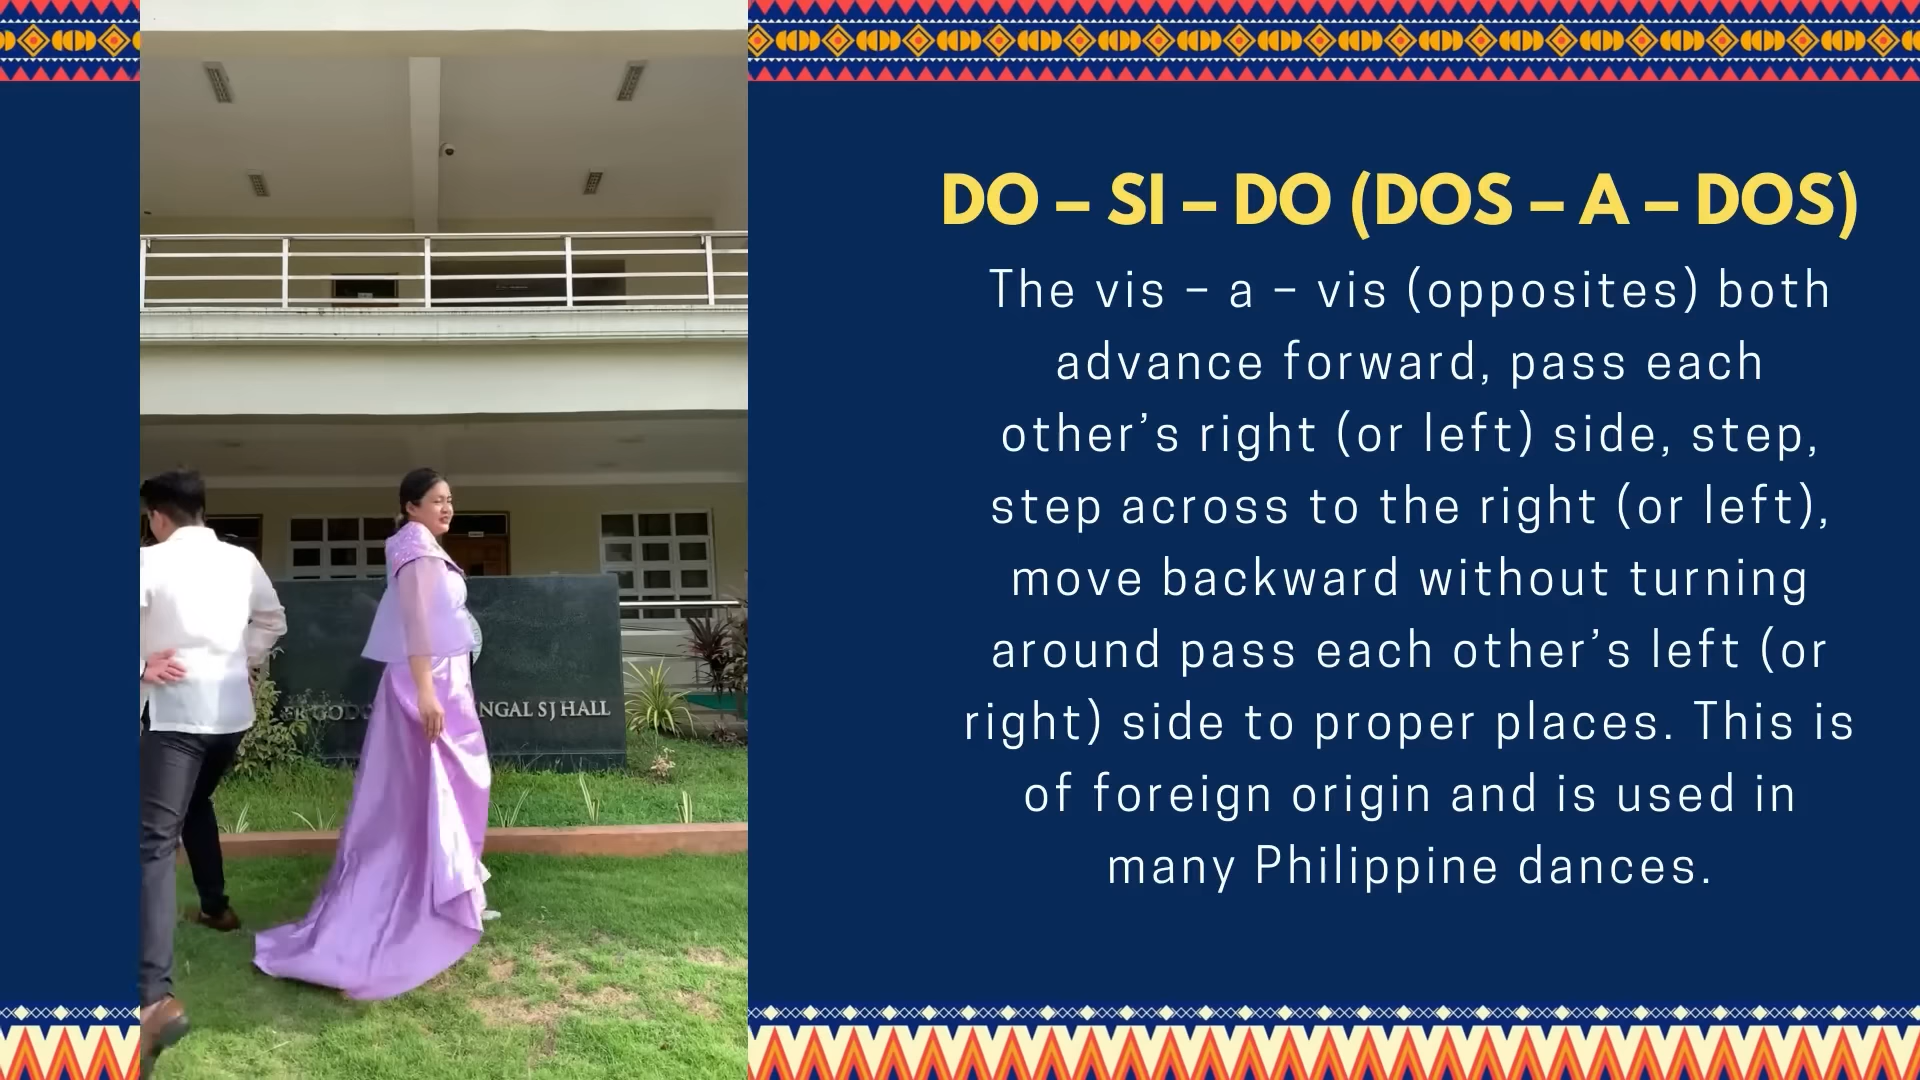 DO – SI – DO (DOS – A – DOS)
The vis – a – vis (opposites) both
advance forward, pass each
other’s right (or left) side, step,
step across to the right (or left),
move backward without turning
around pass each other’s left (or
right) side to proper places. This is
of foreign origin and is used in
many Philippine dances.
SJ HALL